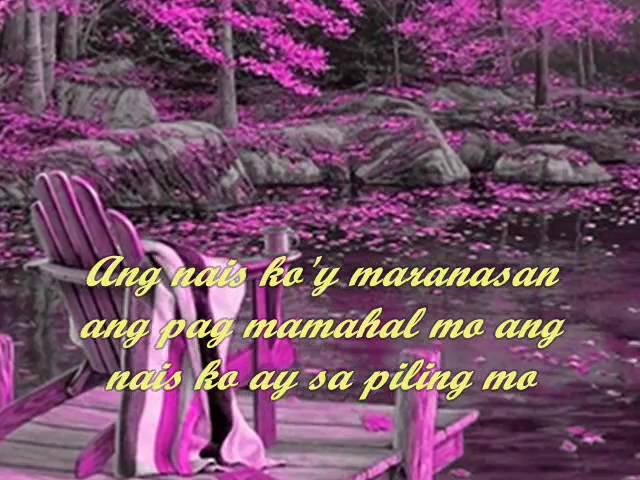 Ang nais ko'y maranasan
ang pag mamahal mo ang
nais ko ay sa piling mo